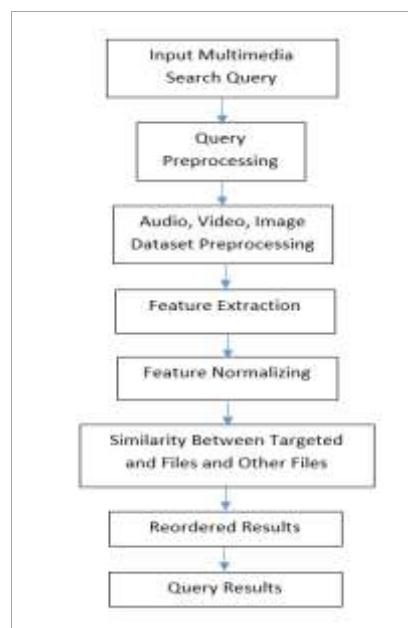 Input Multimedia
Search Query
Query
Preprocessing
Audio, Video, Image
Dataset Preprocessing
Feature Extraction
Feature Normalizing
Similarity Between Targeted
and Files and Other Files
Reordered Results
Query Results